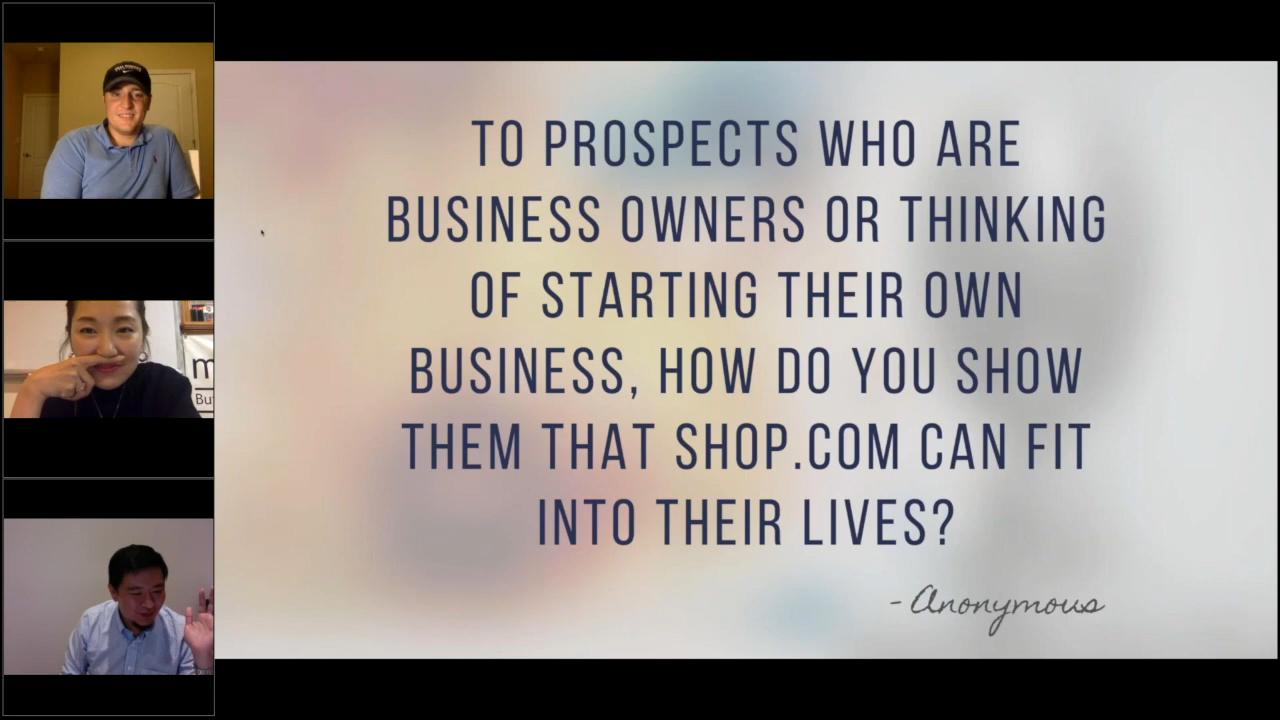 TO PROSPECTS WHO ARE
BUSINESS OWNERS OR THINKING
OF STARTING THEIR OWN
BUSINESS, HOW DO YOU SHOW
THEM THAT SHOP.COM CAN FIT
INTO THEIR LIVES?
- Anonymous
m
Bu